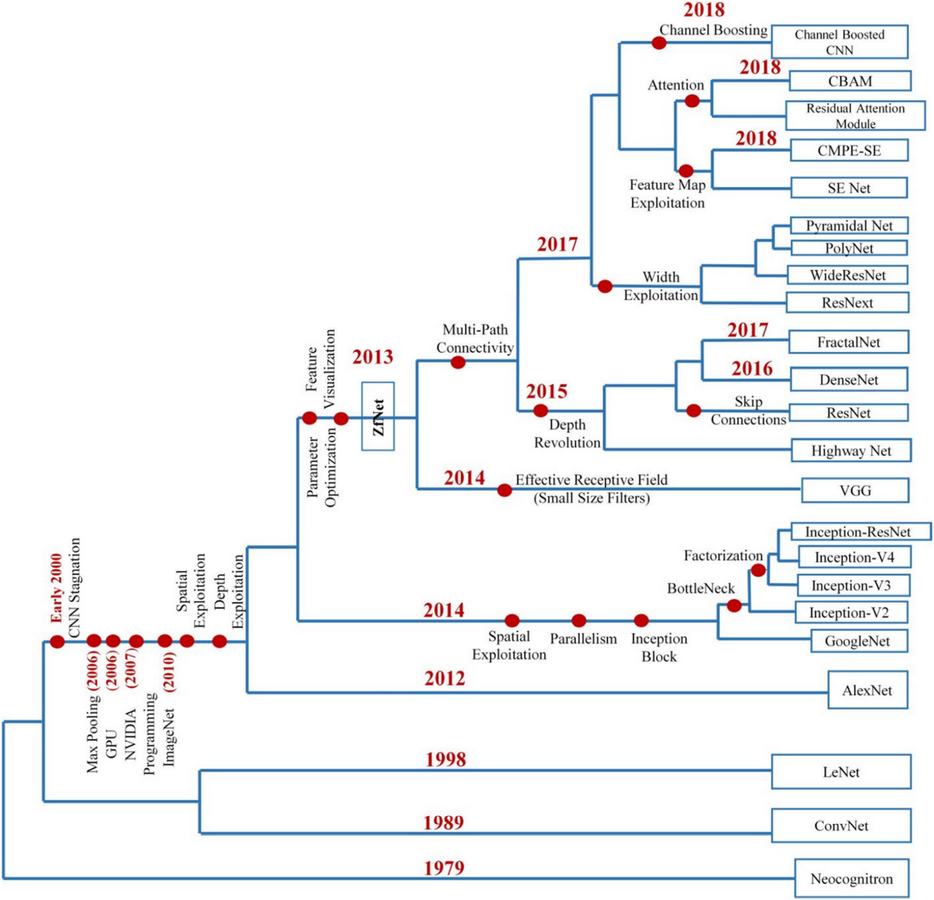 2018
Channel Boosting
Channel Boosted
CNN
2018
Attention
CBAM
Residual Attention
Module
2018
CMPE-SE
Feature Map
Exploitation
SE Net
Pyramidal Net
PolyNet
2017
Width
Exploitation
WideResNet
ResNext
2017
FractalNet
Multi-Path
Connectivity
2016
DenseNet
2015
Skip
Connections
ResNet
Depth
Revolution
Highway Net
Feature
Visualization
2013
ZfNet
Parameter
Optimization
2014
Effective Receptive Field
(Small Size Filters)
VGG
Inception-ResNet
Factorization
Inception-V4
BottleNeck
Inception-V3
Inception-V2
2014
GoogleNet
Spatial
Exploitation
Parallelism
Inception
Block
Early 2000
CNN Stagnation
Spatial
Exploitation
Depth
Exploitation
Max Pooling (2006)
GPU (2006)
NVIDIA (2007)
Programming
ImageNet (2010)
2012
AlexNet
1998
LeNet
1989
ConvNet
1979
Neocognitron